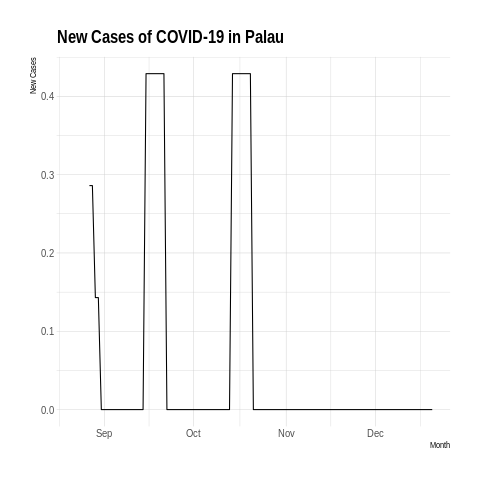 New Cases of COVID-19 in Palau
New Cases
0.4
0.3
0.2
0.1
0.0
Sep Oct Nov Dec
Month